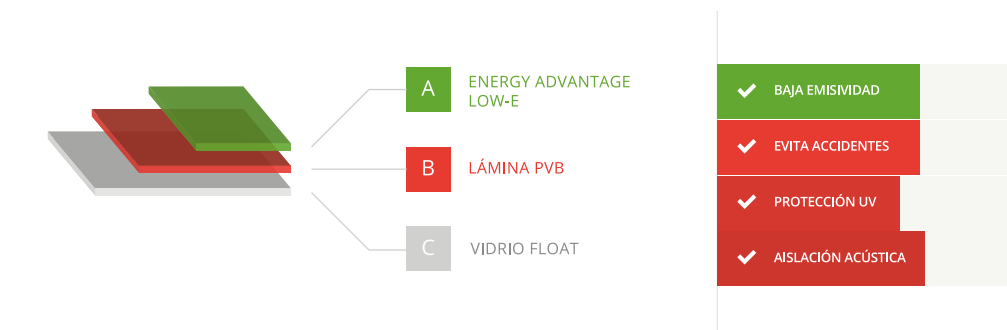 A
ENERGY ADVANTAGE
LOW-E
B
LÁMINA PVB
C
VIDRIO FLOAT
BAJA EMISIVIDAD
EVITA ACCIDENTES
PROTECCIÓN UV
AISLACIÓN ACÚSTICA